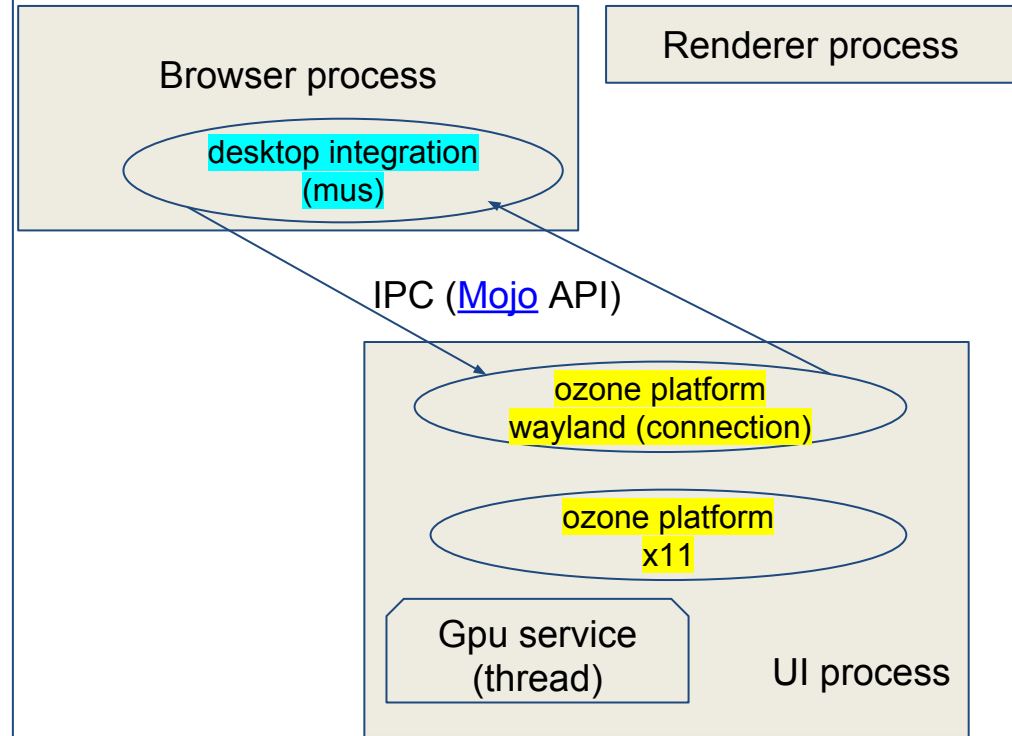 Browser process
Renderer process
desktop integration
(mus)
IPC (Mojo API)
ozone platform
wayland (connection)
ozone platform
x11
Gpu service
(thread)
UI process